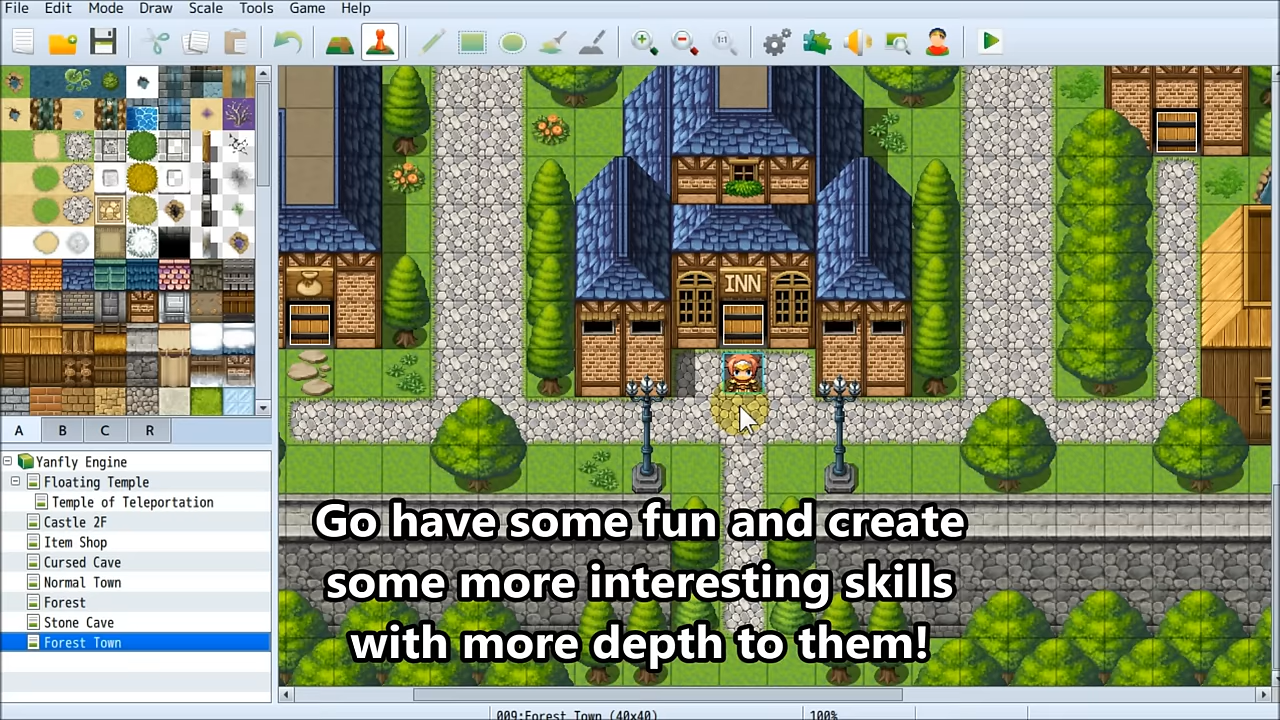 File Edit Mode Draw Scale Tools Game Help
1:1
INN
A B C R
Yanfly Engine
Floating Temple
Temple of Teleportation
Castle 2F
Item Shop
Cursed Cave
Normal Town
Forest
Stone Cave
Forest Town
Go have some fun and create
some more interesting skills
with more depth to them!
009:Forest Town (40x40) 100%